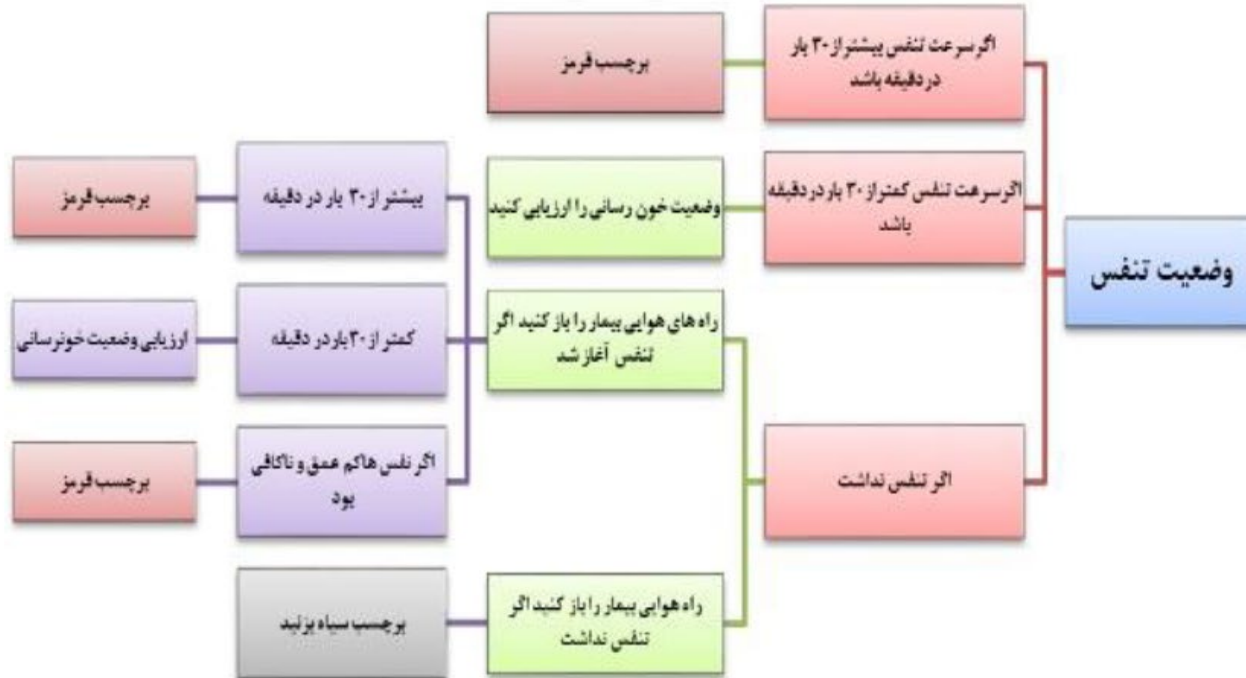 وضعیت تنفس
اگر سرعت تنفس بیشتر از ۳۰ بار
در دقیقه باشد
برچسب قرمز
اگر سرعت تنفس کمتر از ۳۰ بار در دقیقه
باشد
وضعیت خون رسانی را ارزیابی کنید
اگر تنفس نداشت
راه های هوایی بیمار را باز کنید اگر
تنفس آغاز شد
بیشتر از ۳۰ بار در دقیقه
برچسب قرمز
کمتر از ۳۰ بار در دقیقه
ارزیابی وضعیت خونرسانی
اگر نفس ها کم عمق و ناکافی
بود
برچسب قرمز
راه هوایی بیمار را باز کنید اگر
تنفس نداشت
برچسب سیاه بزنید